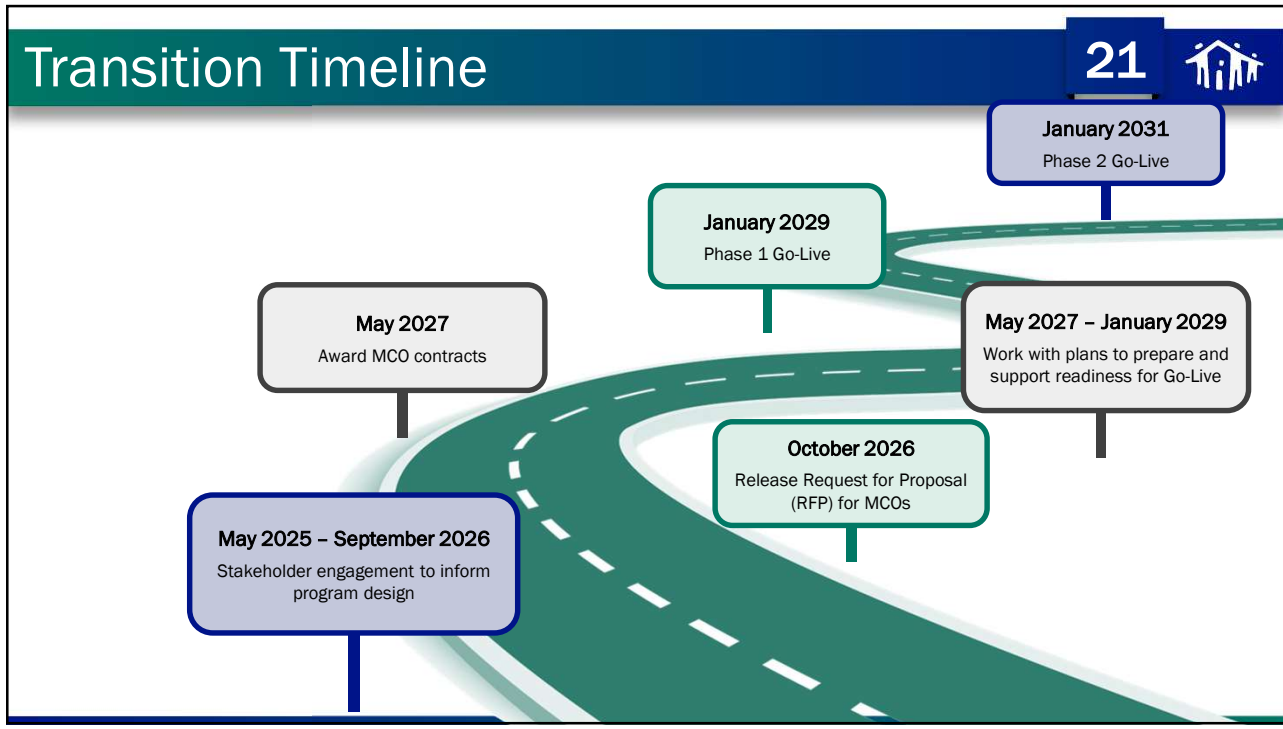 Transition Timeline
21
January 2031
Phase 2 Go-Live
January 2029
Phase 1 Go-Live
May 2027
Award MCO contracts
May 2027 – January 2029
Work with plans to prepare and
support readiness for Go-Live
October 2026
Release Request for Proposal
(RFP) for MCOs
May 2025 – September 2026
Stakeholder engagement to inform
program design